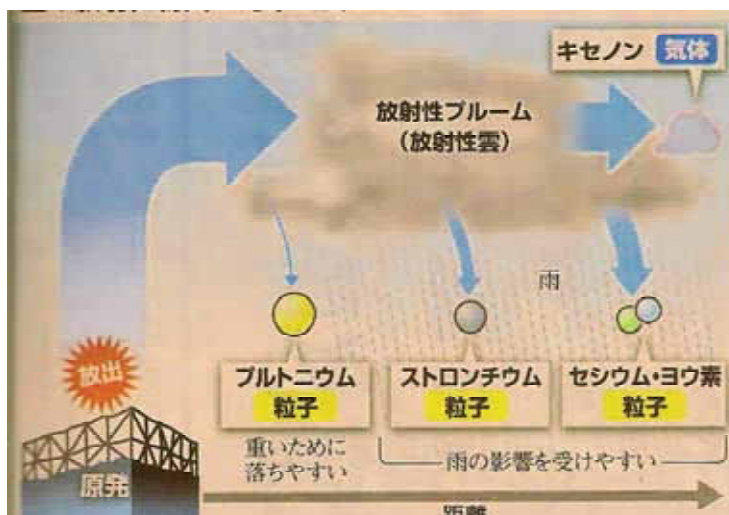 キセノン 気体
放射性プルーム
(放射性雲)
雨
放出
プルトニウム
粒子
ストロンチウム
粒子
セシウム・ヨウ素
粒子
重いために
落ちやすい
雨の影響を受けやすい
原発
距離